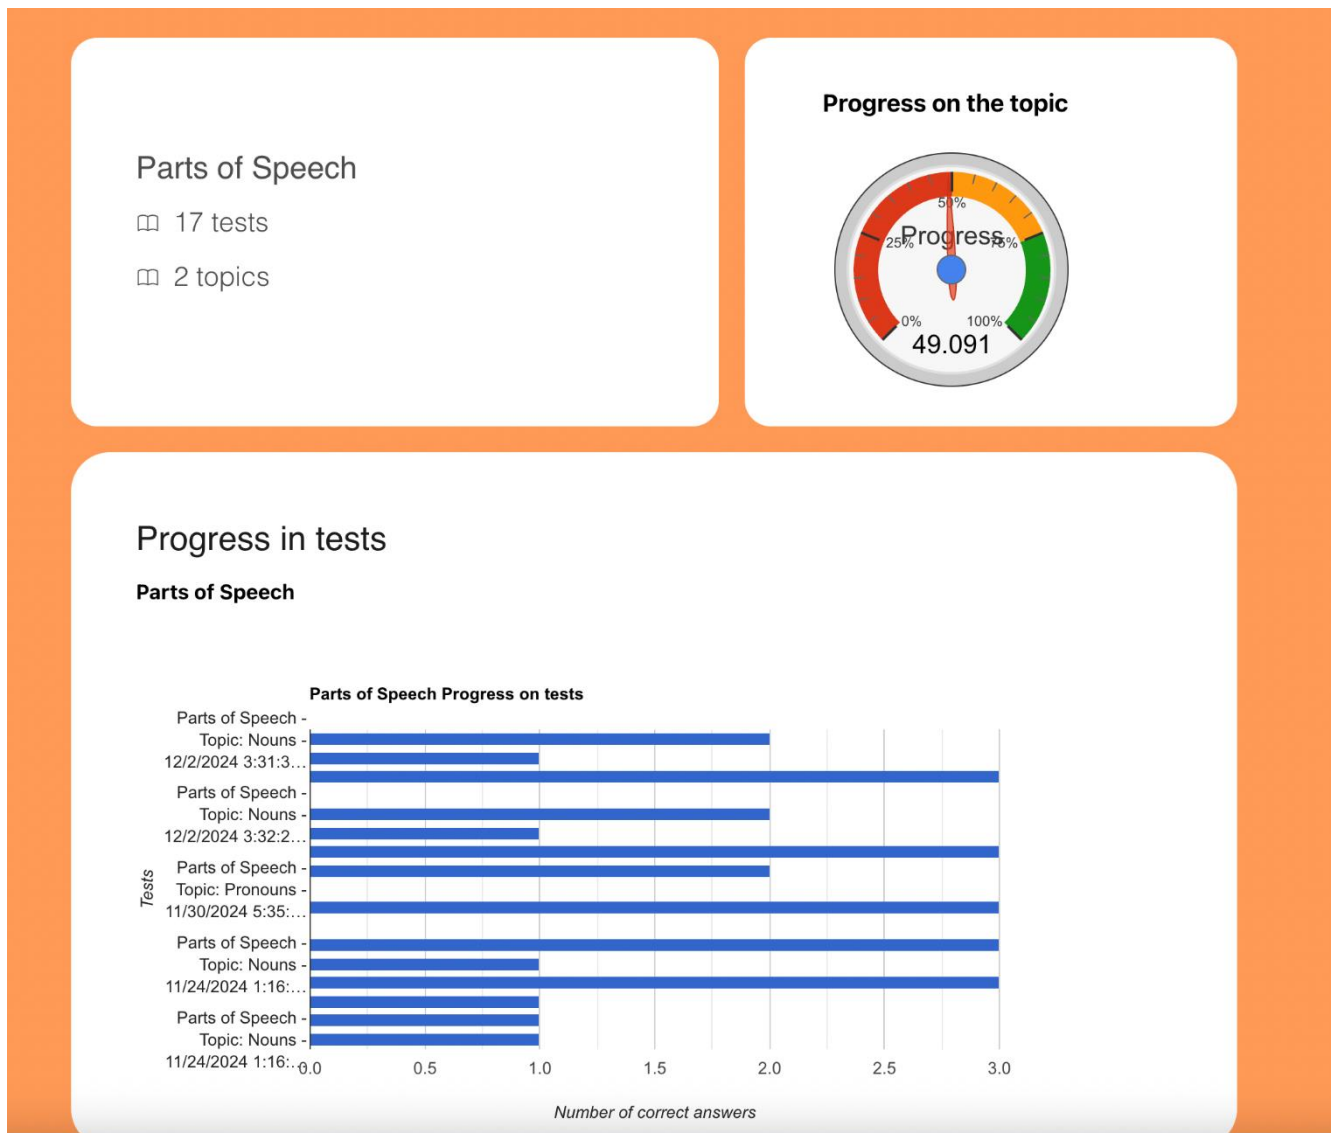 Parts of Speech
17 tests
2 topics
Progress on the topic
50%
Progress
25%
75%
0%
100%
49.091
Progress in tests
Parts of Speech
Parts of Speech Progress on tests
Parts of Speech -
Topic: Nouns -
12/2/2024 3:31:3…
Parts of Speech -
Topic: Nouns -
12/2/2024 3:32:2…
Parts of Speech -
Topic: Pronouns -
11/30/2024 5:35:…
Parts of Speech -
Topic: Nouns -
11/24/2024 1:16:…
Parts of Speech -
Topic: Nouns -
11/24/2024 1:16:…
Tests
0.0 0.5 1.0 1.5 2.0 2.5 3.0
Number of correct answers